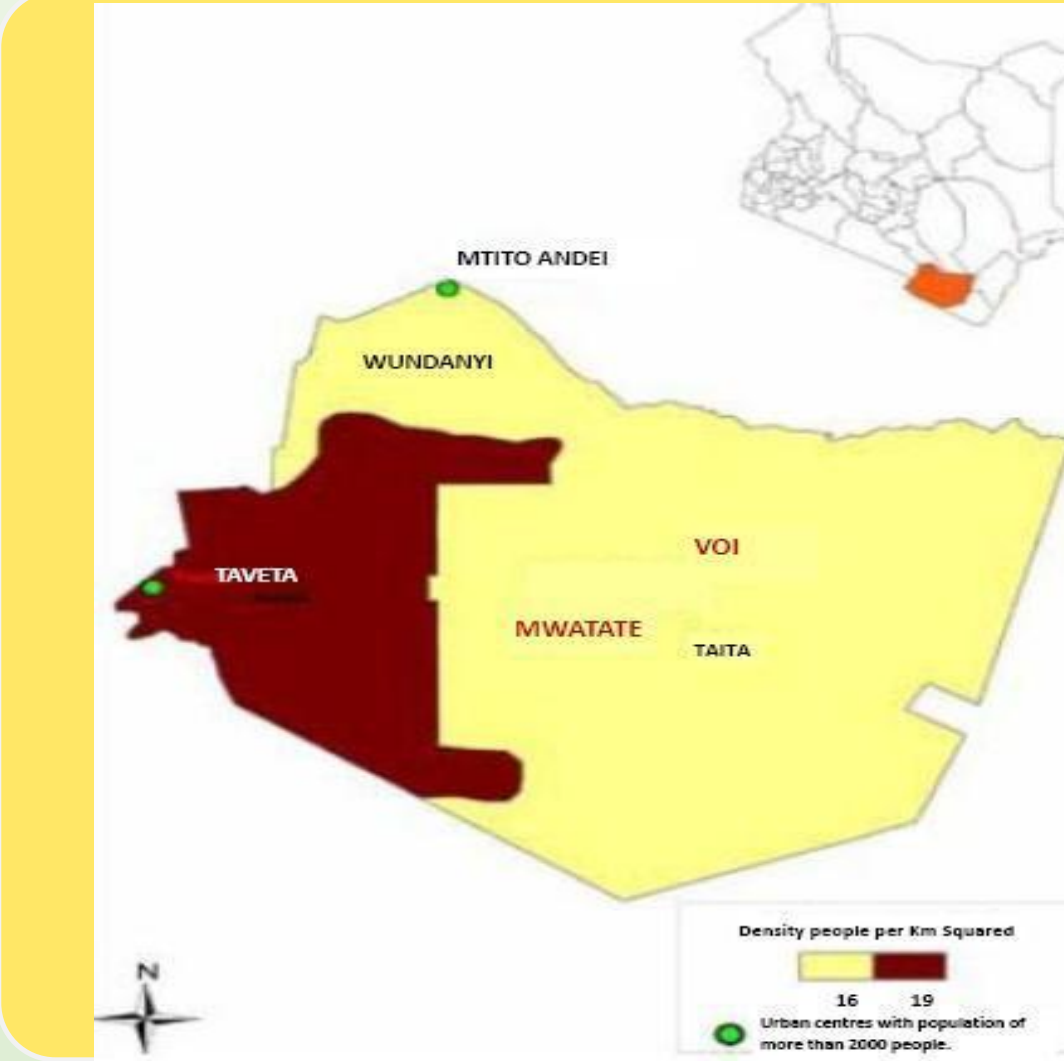 MTITO ANDEI
WUNDANYI
VOI
TAVETA
MWATATE
TAITA
Density people per Km Squared
16 19
Urban centres with population of
more than 2000 people.
N